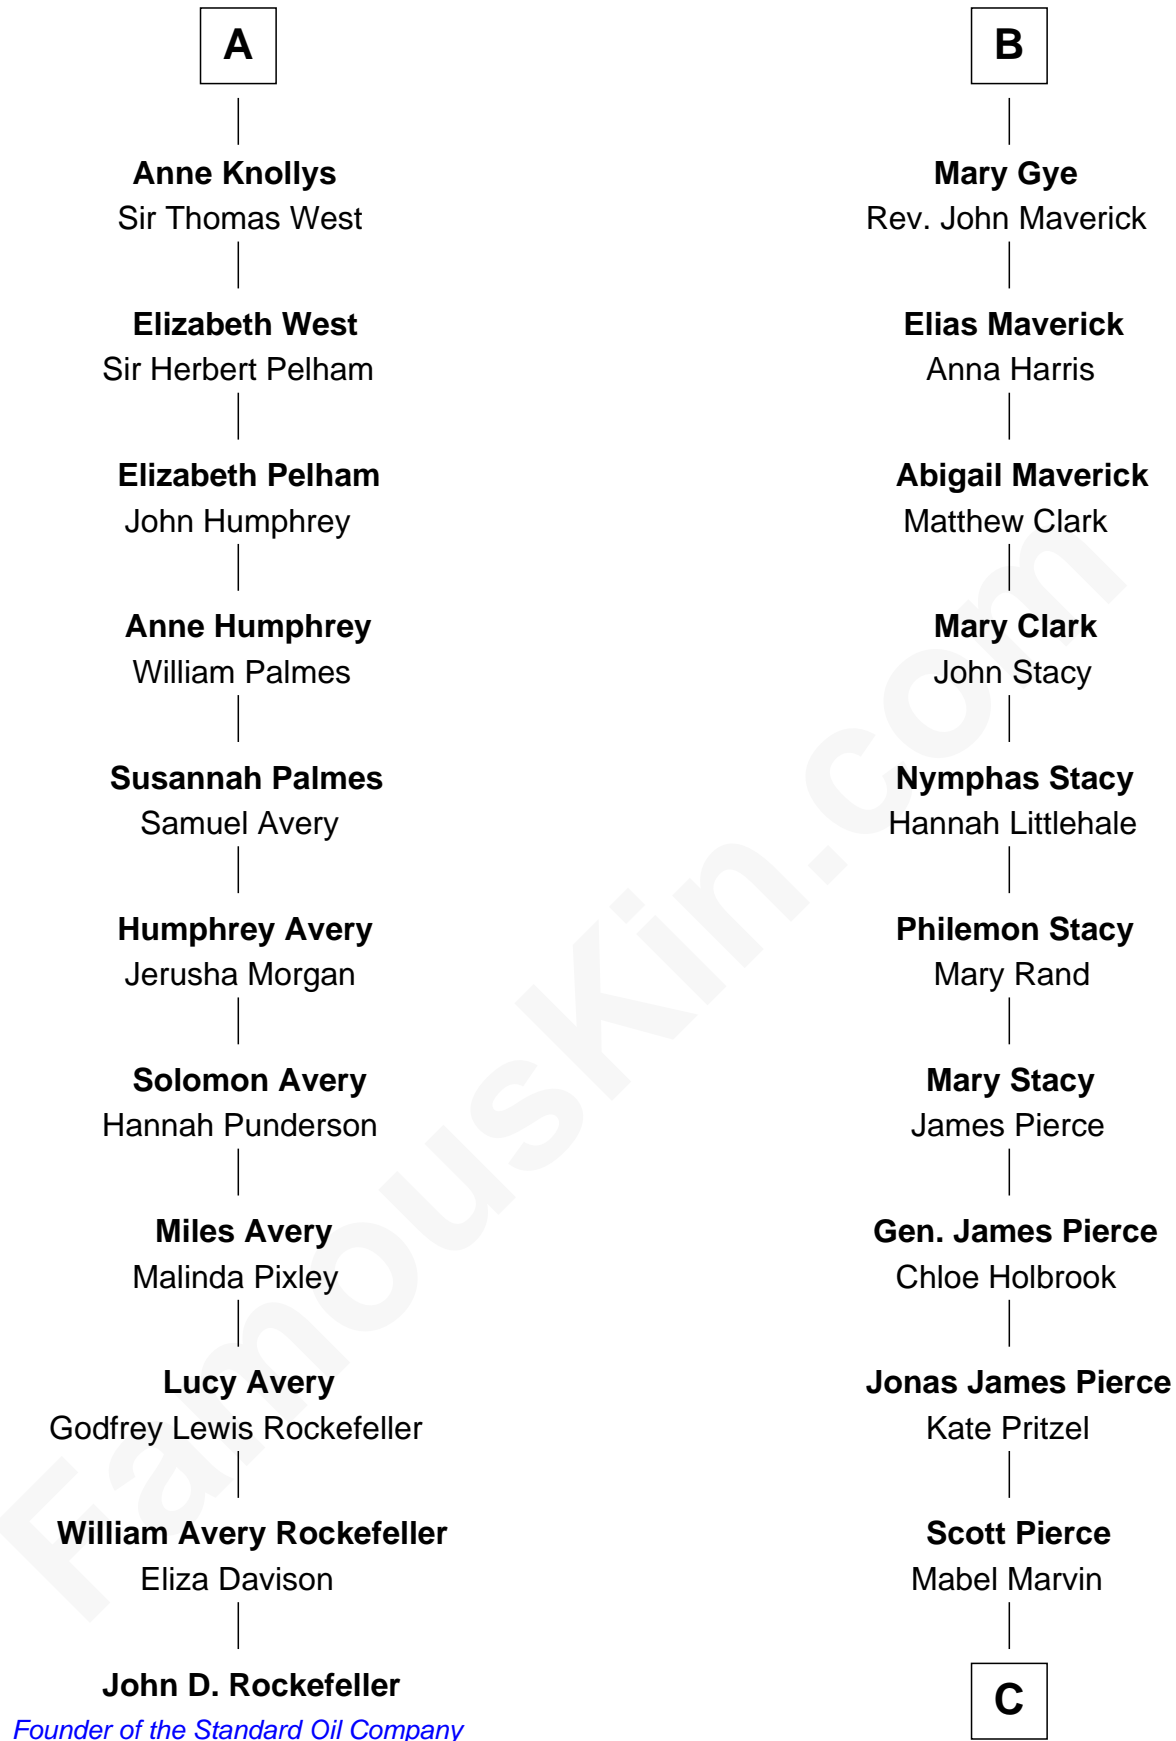 A
Anne Knollys
Sir Thomas West
Elizabeth West
Sir Herbert Pelham
Elizabeth Pelham
John Humphrey
Anne Humphrey
William Palmes
Susannah Palmes
Samuel Avery
Humphrey Avery
Jerusha Morgan
Solomon Avery
Hannah Punderson
Miles Avery
Malinda Pixley
Lucy Avery
Godfrey Lewis Rockefeller
William Avery Rockefeller
Eliza Davison
John D. Rockefeller
Founder of the Standard Oil Company
B
Mary Gye
Rev. John Maverick
Elias Maverick
Anna Harris
Abigail Maverick
Matthew Clark
Mary Clark
John Stacy
Nymphas Stacy
Hannah Littlehale
Philemon Stacy
Mary Rand
Mary Stacy
James Pierce
Gen. James Pierce
Chloe Holbrook
Jonas James Pierce
Kate Pritzel
Scott Pierce
Mabel Marvin
C
FamousKin.com